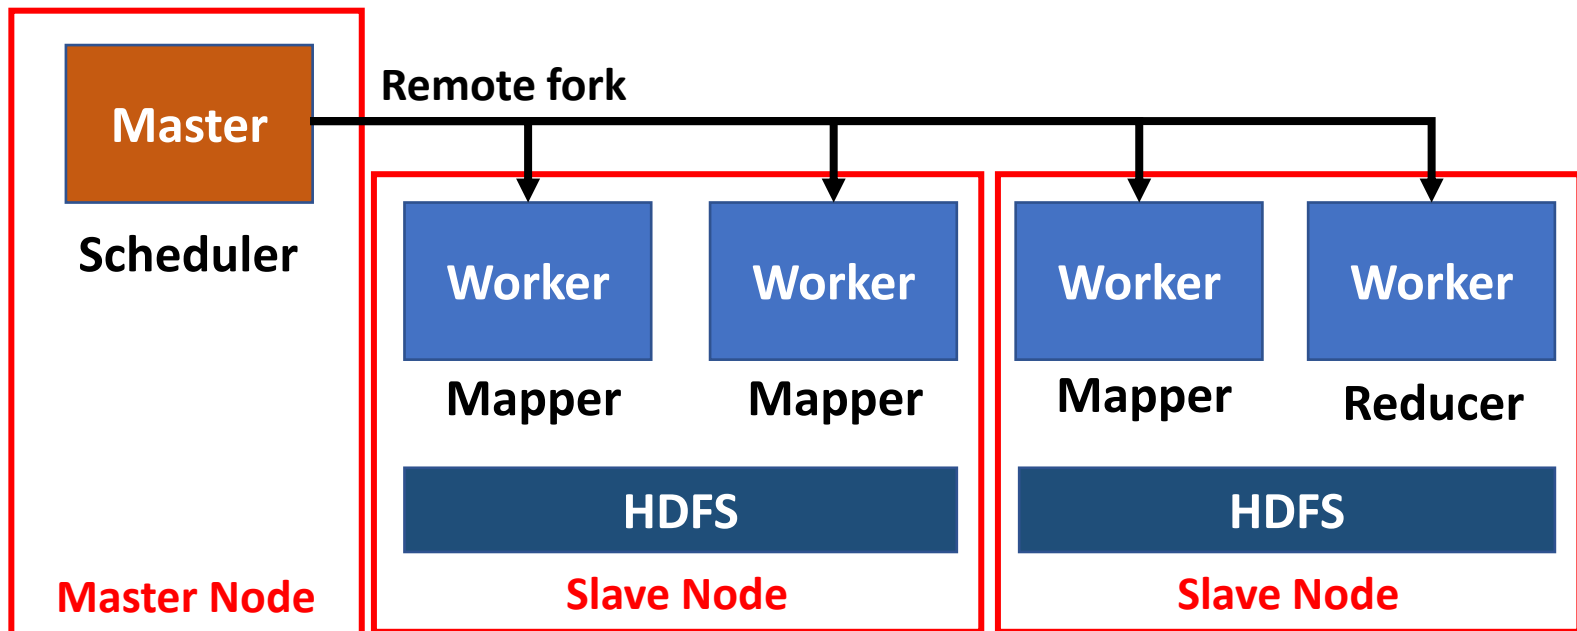 Master
Scheduler
Master Node
Remote fork
Worker
Mapper
Worker
Mapper
HDFS
Slave Node
Worker
Mapper
Worker
Reducer
HDFS
Slave Node